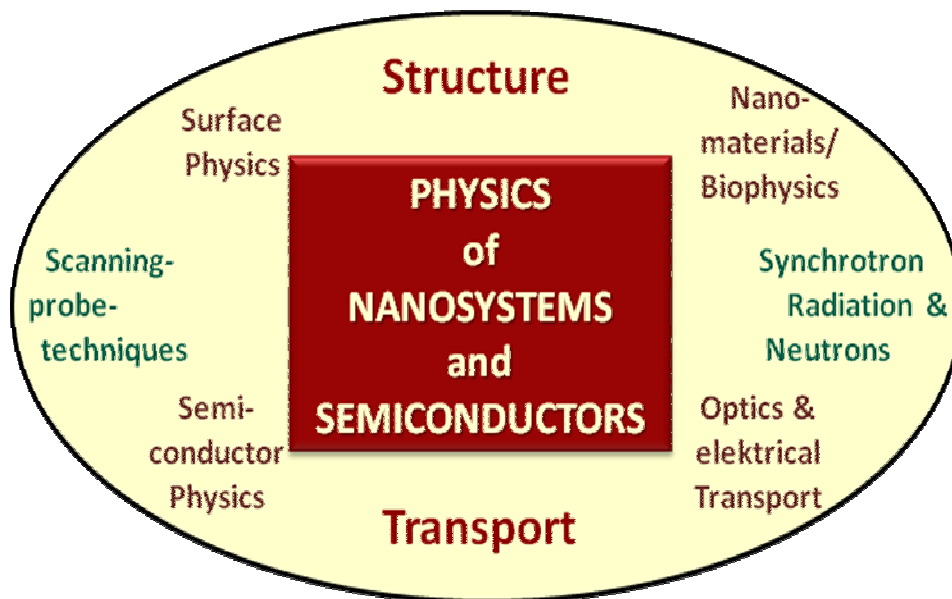 Structure
Surface
Physics
Nano-
materials/
Biophysics
PHYSICS
of
NANOSYSTEMS
and
SEMICONDUCTORS
Scanning-
probe-
techniques
Synchrotron
Radiation &
Neutrons
Semi-
conductor
Physics
Optics &
elektrical
Transport
Transport